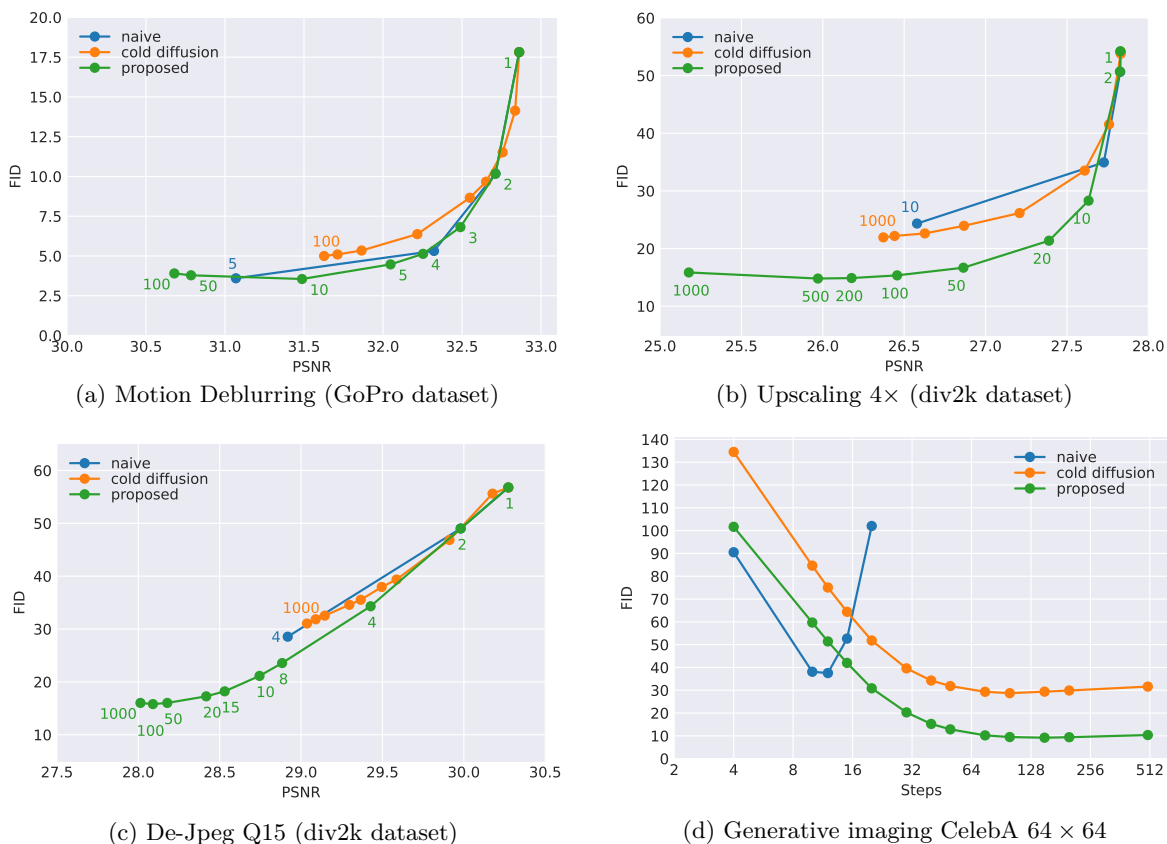 20.0
17.5
15.0
12.5
10.0
7.5
5.0
2.5
0.0
FID
naive
cold diffusion
proposed
1
2
3
4
5
10
50
100
5
100
30.0 30.5 31.0 31.5 32.0 32.5 33.0
PSNR
(a) Motion Deblurring (GoPro dataset)
60
50
40
30
20
10
FID
naive
cold diffusion
proposed
1
2
10
20
50
100
200
500
1000
10
1000
25.0 25.5 26.0 26.5 27.0 27.5 28.0
PSNR
(b) Upscaling 4× (div2k dataset)
60
50
40
30
20
10
FID
naive
cold diffusion
proposed
1
2
4
8
10
15
20
50
100
1000
4
1000
27.5 28.0 28.5 29.0 29.5 30.0 30.5
PSNR
(c) De-Jpeg Q15 (div2k dataset)
140
130
120
110
100
90
80
70
60
50
40
30
20
10
0
FID
naive
cold diffusion
proposed
2 4 8 16 32 64 128 256 512
Steps
(d) Generative imaging CelebA 64 × 64